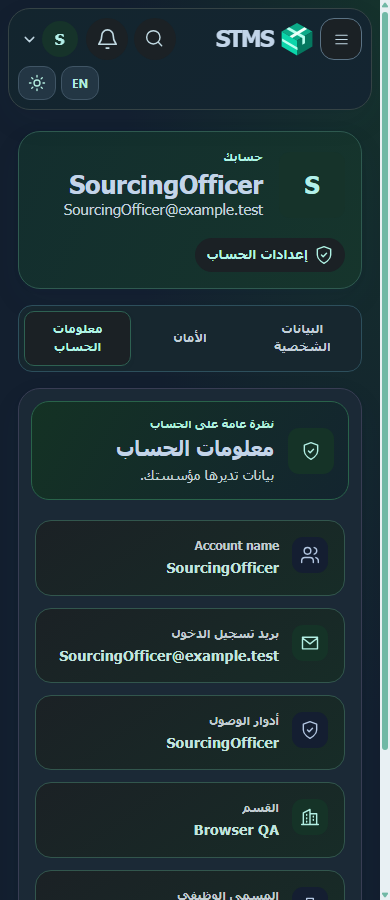 STMS
S
EN
حسابك
S
SourcingOfficer
SourcingOfficer@example.test
إعدادات الحساب
البيانات الشخصية
الأمان
معلومات الحساب
نظرة عامة على الحساب
معلومات الحساب
بيانات تديرها مؤسستك.
Account name
SourcingOfficer
بريد تسجيل الدخول
SourcingOfficer@example.test
أدوار الوصول
SourcingOfficer
القسم
Browser QA
المسمى الوظيفي